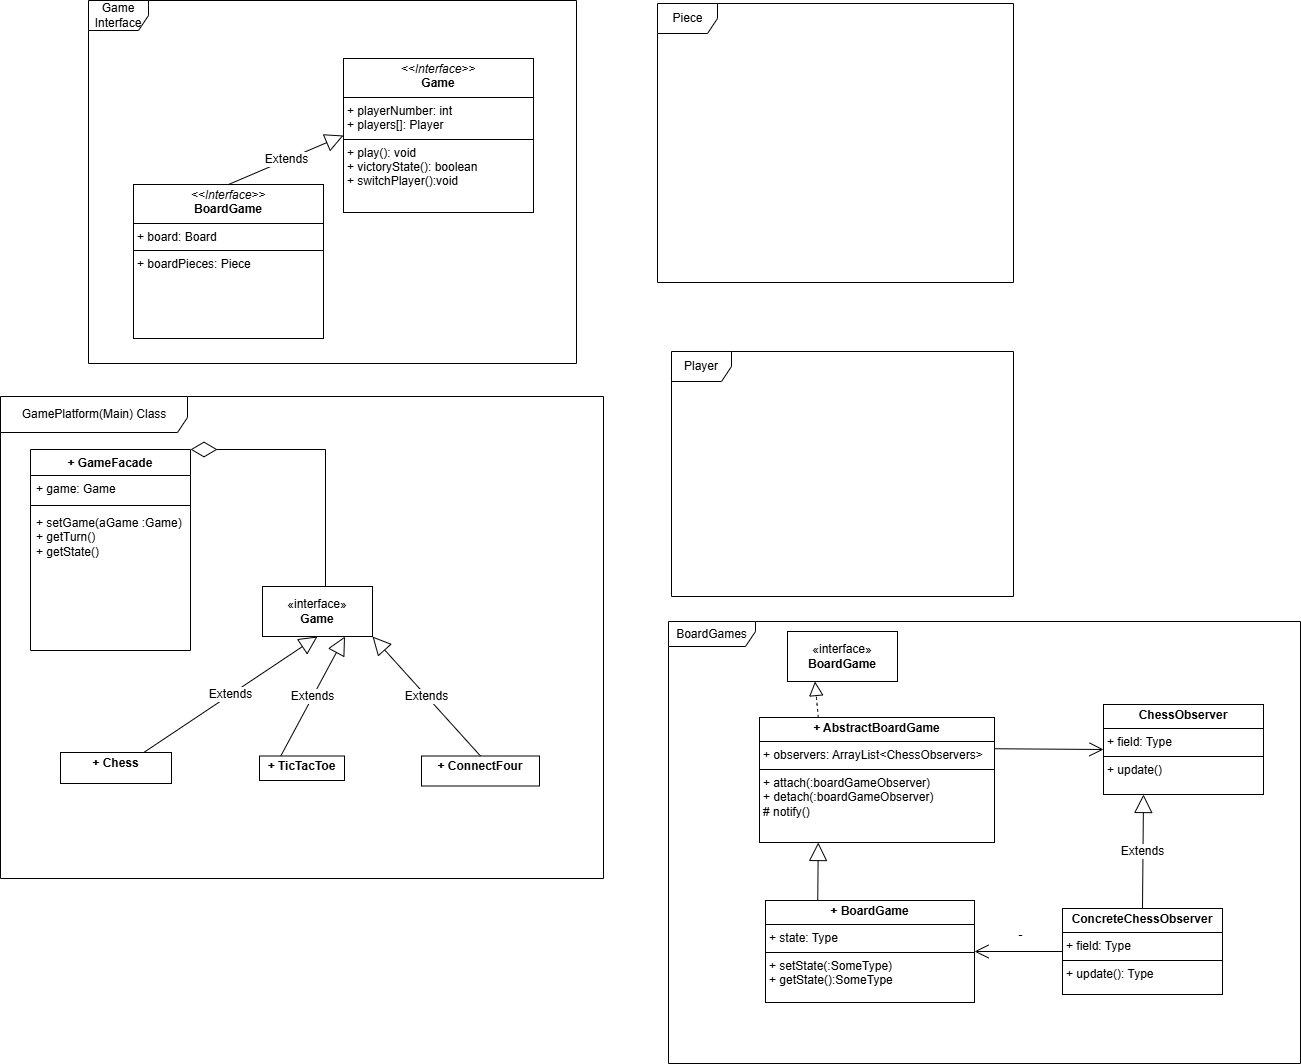 Game
Interface
<<Interface>>
Game
+ playerNumber: int
+ players[]: Player
+ play(): void
+ victoryState(): boolean
+ switchPlayer():void
Extends
<<Interface>>
BoardGame
+ board: Board
+ boardPieces: Piece
Piece
Player
GamePlatform(Main) Class
+ GameFacade
+ game: Game
+ setGame(aGame :Game)
+ getTurn()
+ getState()
«interface»
Game
Extends
Extends
Extends
+ Chess
+ TicTacToe
+ ConnectFour
BoardGames
«interface»
BoardGame
+ AbstractBoardGame
+ observers: ArrayList<ChessObservers>
+ attach(:boardGameObserver)
+ detach(:boardGameObserver)
# notify()
ChessObserver
+ field: Type
+ update()
Extends
+ BoardGame
+ state: Type
+ setState(:SomeType)
+ getState():SomeType
-
ConcreteChessObserver
+ field: Type
+ update(): Type